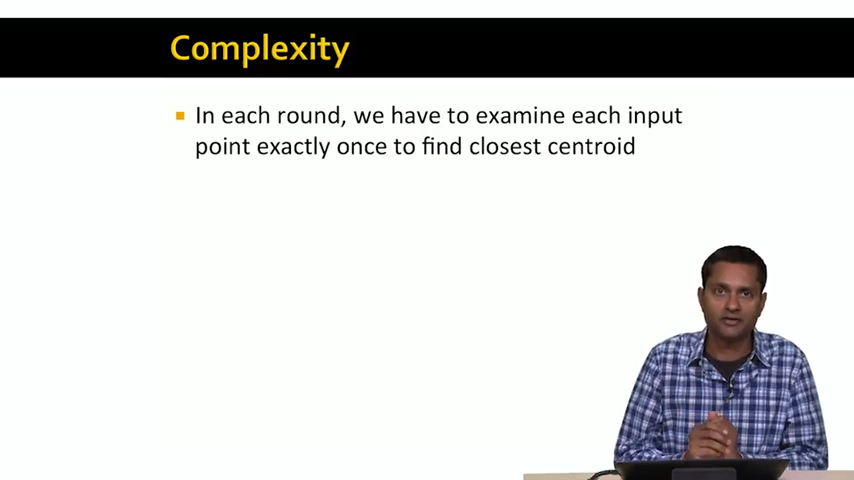 Complexity
In each round, we have to examine each input
point exactly once to find closest centroid